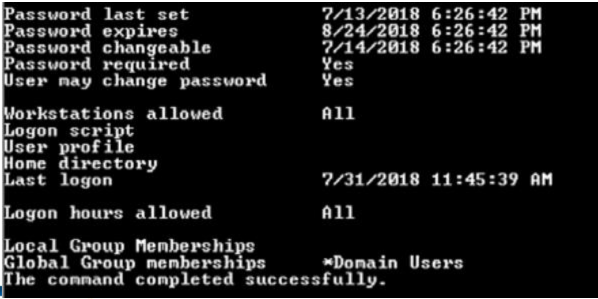 Password last set 7/13/2018 6:26:42 PM
Password expires 8/24/2018 6:26:42 PM
Password changeable 7/14/2018 6:26:42 PM
Password required Yes
User may change password Yes
Workstations allowed All
Logon script
User profile
Home directory
Last logon 7/31/2018 11:45:39 AM
Logon hours allowed All
Local Group Memberships
Global Group memberships *Domain Users
The command completed successfully.